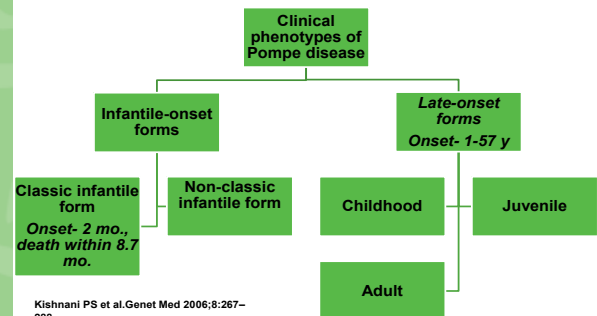 Clinical
phenotypes of
Pompe disease
Infantile-onset
forms
Late-onset
forms
Onset- 1-57 y
Classic infantile
form
Onset- 2 mo.,
death within 8.7
mo.
Non-classic
infantile form
Childhood
Juvenile
Adult
Kishnani PS et al.Genet Med 2006;8:267–